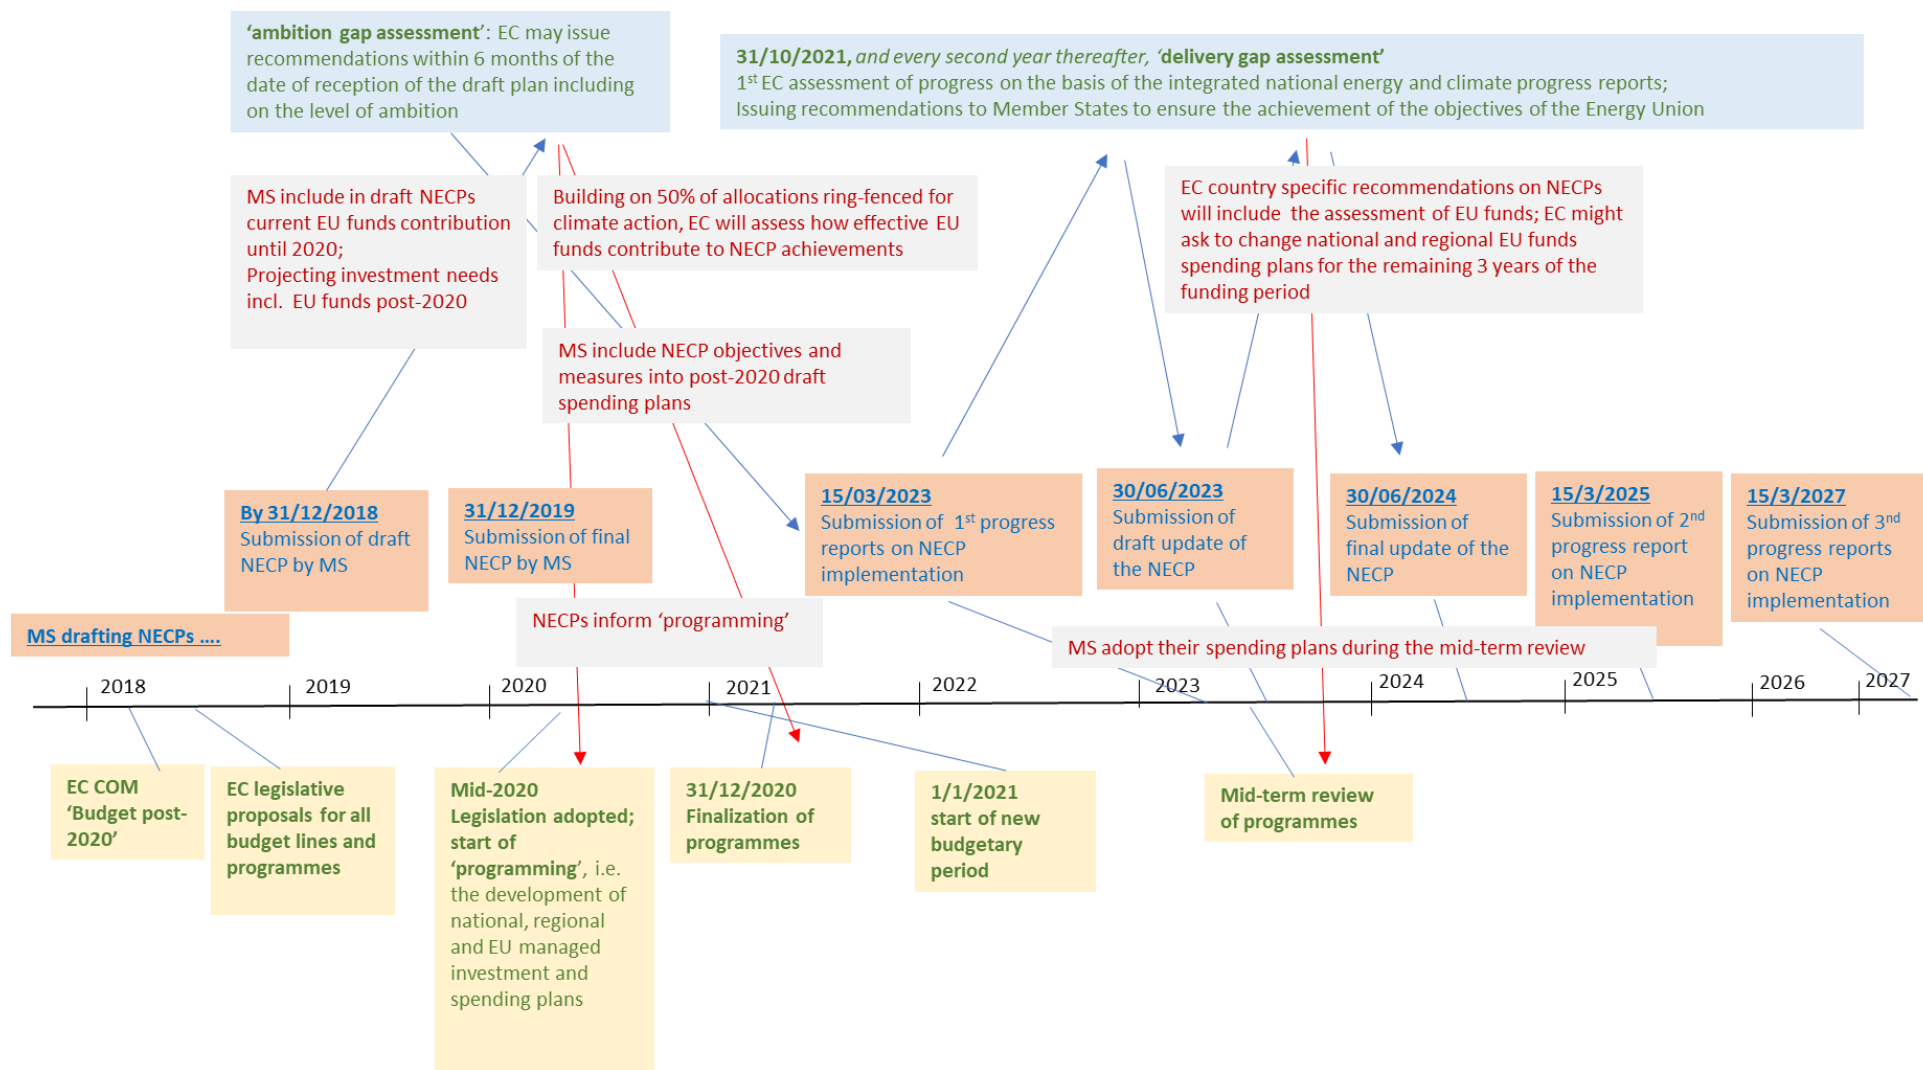 ‘ambition gap assessment’: EC may issue
recommendations within 6 months of the
date of reception of the draft plan including
on the level of ambition
31/10/2021, and every second year thereafter, ‘delivery gap assessment’
1st EC assessment of progress on the basis of the integrated national energy and climate progress reports;
Issuing recommendations to Member States to ensure the achievement of the objectives of the Energy Union
MS include in draft NECPs
current EU funds contribution
until 2020;
Projecting investment needs
incl. EU funds post-2020
Building on 50% of allocations ring-fenced for
climate action, EC will assess how effective EU
funds contribute to NECP achievements
EC country specific recommendations on NECPs
will include the assessment of EU funds; EC might
ask to change national and regional EU funds
spending plans for the remaining 3 years of the
funding period
MS include NECP objectives and
measures into post-2020 draft
spending plans
By 31/12/2018
Submission of draft
NECP by MS
31/12/2019
Submission of final
NECP by MS
15/03/2023
Submission of 1st progress
reports on NECP
implementation
30/06/2023
Submission of
draft update of
the NECP
30/06/2024
Submission of
final update of the
NECP
15/3/2025
Submission of 2nd
progress report
on NECP
implementation
15/3/2027
Submission of 3nd
progress reports
on NECP
implementation
MS drafting NECPs ....
NECPs inform ‘programming’
MS adopt their spending plans during the mid-term review
2018
2019
2020
2021
2022
2023
2024
2025
2026
2027
EC COM
‘Budget post-
2020’
EC legislative
proposals for all
budget lines and
programmes
Mid-2020
Legislation adopted;
start of
‘programming’, i.e.
the development of
national, regional
and EU managed
investment and
spending plans
31/12/2020
Finalization of
programmes
1/1/2021
start of new
budgetary
period
Mid-term review
of programmes